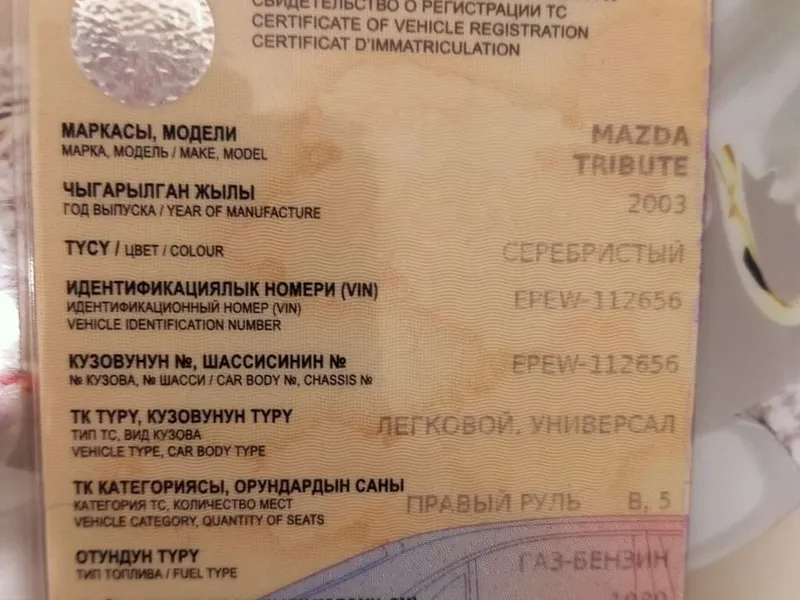 СВИДЕТЕЛЬСТВО О РЕГИСТРАЦИИ ТС
CERTIFICATE OF VEHICLE REGISTRATION
CERTIFICAT D'IMMATRICULATION
МАРКАСЫ, МОДЕЛИ
МАРКА, МОДЕЛЬ / MAKE, MODEL
MAZDA
TRIBUTE
ЧЫГАРЫЛГАН ЖЫЛЫ
ГОД ВЫПУСКА / YEAR OF MANUFACTURE
2003
ТҮСҮ / ЦВЕТ / COLOUR
СЕРЕБРИСТЫЙ
ИДЕНТИФИКАЦИЯЛЫК НОМЕРИ (VIN)
ИДЕНТИФИКАЦИОННЫЙ НОМЕР (VIN)
VEHICLE IDENTIFICATION NUMBER
EPEW-112656
КУЗОВУНУН №, ШАССИСИНИН №
№ КУЗОВА, № ШАССИ / CAR BODY №, CHASSIS №
EPEW-112656
ТК ТҮРҮ, КУЗОВУНУН ТҮРҮ
ТИП ТС, ВИД КУЗОВА
VEHICLE TYPE, CAR BODY TYPE
ЛЕГКОВОЙ, УНИВЕРСАЛ
ТК КАТЕГОРИЯСЫ, ОРУНДАРДЫН САНЫ
КАТЕГОРИЯ ТС, КОЛИЧЕСТВО МЕСТ
VEHICLE CATEGORY, QUANTITY OF SEATS
ПРАВЫЙ РУЛЬ B, 5
ОТУНДУН ТҮРҮ
ТИП ТОПЛИВА / FUEL TYPE
ГАЗ-БЕНЗИН